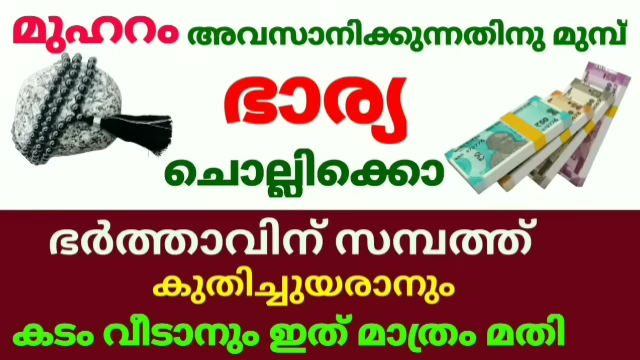 മുഹറം അവസാനിക്കുന്നതിനു മുമ്പ്
ഭാര്യ
ചൊല്ലിക്കൊ
ഭർത്താവിന് സമ്പത്ത്
കുതിച്ചുയരാനും
കടം വീടാനും ഇത് മാത്രം മതി